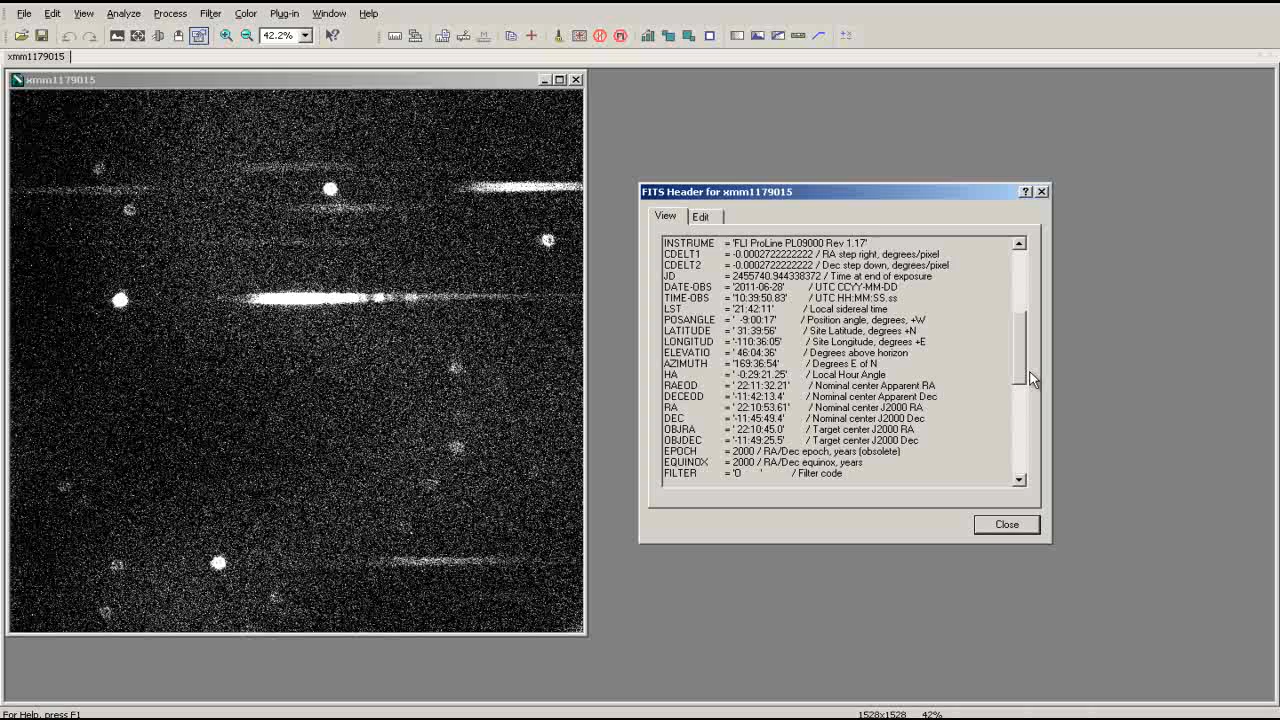 File Edit View Analyze Process Filter Color Plug-in Window Help
42.2%
xmm1179015
xmm1179015
FITS Header for xmm1179015
View Edit
INSTRUME = 'FLI ProLine PL09000 Rev 1.17'
CDELT1 = -0.0002722222222222 / RA step right, degrees/pixel
CDELT2 = -0.0002722222222222 / Dec step down, degrees/pixel
JD = 2455740.944338372 / Time at end of exposure
DATE-OBS = '2011-06-28' / UTC CCYY-MM-DD
TIME-OBS = '10:39:50.83' / UTC HH:MM:SS.ss
LST = '21:42:11' / Local sidereal time
POSANGLE = ' -9:00:17' / Position angle, degrees, +W
LATITUDE = ' 31:39:56' / Site Latitude, degrees +N
LONGITUD = '-110:36:05' / Site Longitude, degrees +E
ELEVATIO = ' 46:04:36' / Degrees above horizon
AZIMUTH = '169:36:54' / Degrees E of N
HA = ' -0:29:21.25' / Local Hour Angle
RAEOD = ' 22:11:32.21' / Nominal center Apparent RA
DECEOD = '-11:42:13.4' / Nominal center Apparent Dec
RA = ' 22:10:53.61' / Nominal center J2000 RA
DEC = '-11:45:49.4' / Nominal center J2000 Dec
OBJRA = ' 22:10:45.0' / Target center J2000 RA
OBJDEC = '-11:49:25.5' / Target center J2000 Dec
EPOCH = 2000 / RA/Dec epoch, years (obsolete)
EQUINOX = 2000 / RA/Dec equinox, years
FILTER = 'O ' / Filter code
Close
For Help, press F1 1528x1528 42%